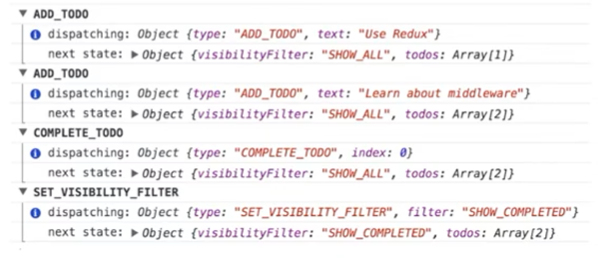 ▼ ADD_TODO
dispatching: Object {type: "ADD_TODO", text: "Use Redux"}
next state: ▶ Object {visibilityFilter: "SHOW_ALL", todos: Array[1]}
▼ ADD_TODO
dispatching: Object {type: "ADD_TODO", text: "Learn about middleware"}
next state: ▶ Object {visibilityFilter: "SHOW_ALL", todos: Array[2]}
▼ COMPLETE_TODO
dispatching: Object {type: "COMPLETE_TODO", index: 0}
next state: ▶ Object {visibilityFilter: "SHOW_ALL", todos: Array[2]}
▼ SET_VISIBILITY_FILTER
dispatching: Object {type: "SET_VISIBILITY_FILTER", filter: "SHOW_COMPLETED"}
next state: ▶ Object {visibilityFilter: "SHOW_COMPLETED", todos: Array[2]}